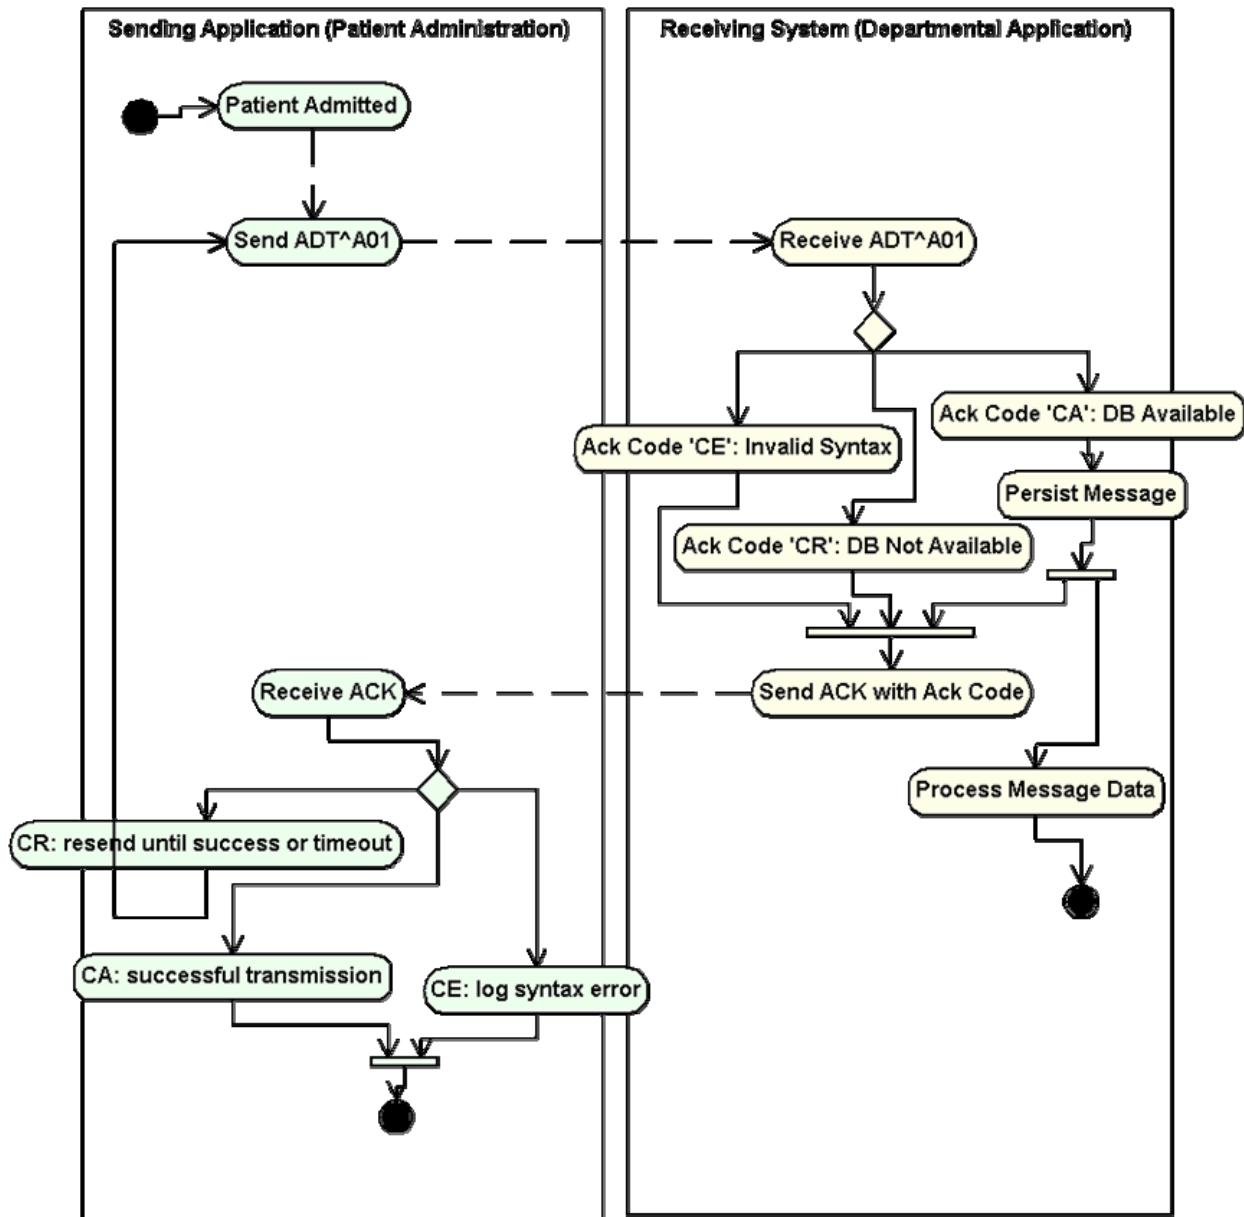 Sending Application (Patient Administration)
Receiving System (Departmental Application)
Patient Admitted
Send ADT^A01
Receive ADT^A01
Ack Code 'CA': DB Available
Ack Code 'CE': Invalid Syntax
Persist Message
Ack Code 'CR': DB Not Available
Receive ACK
Send ACK with Ack Code
Process Message Data
CR: resend until success or timeout
CA: successful transmission
CE: log syntax error